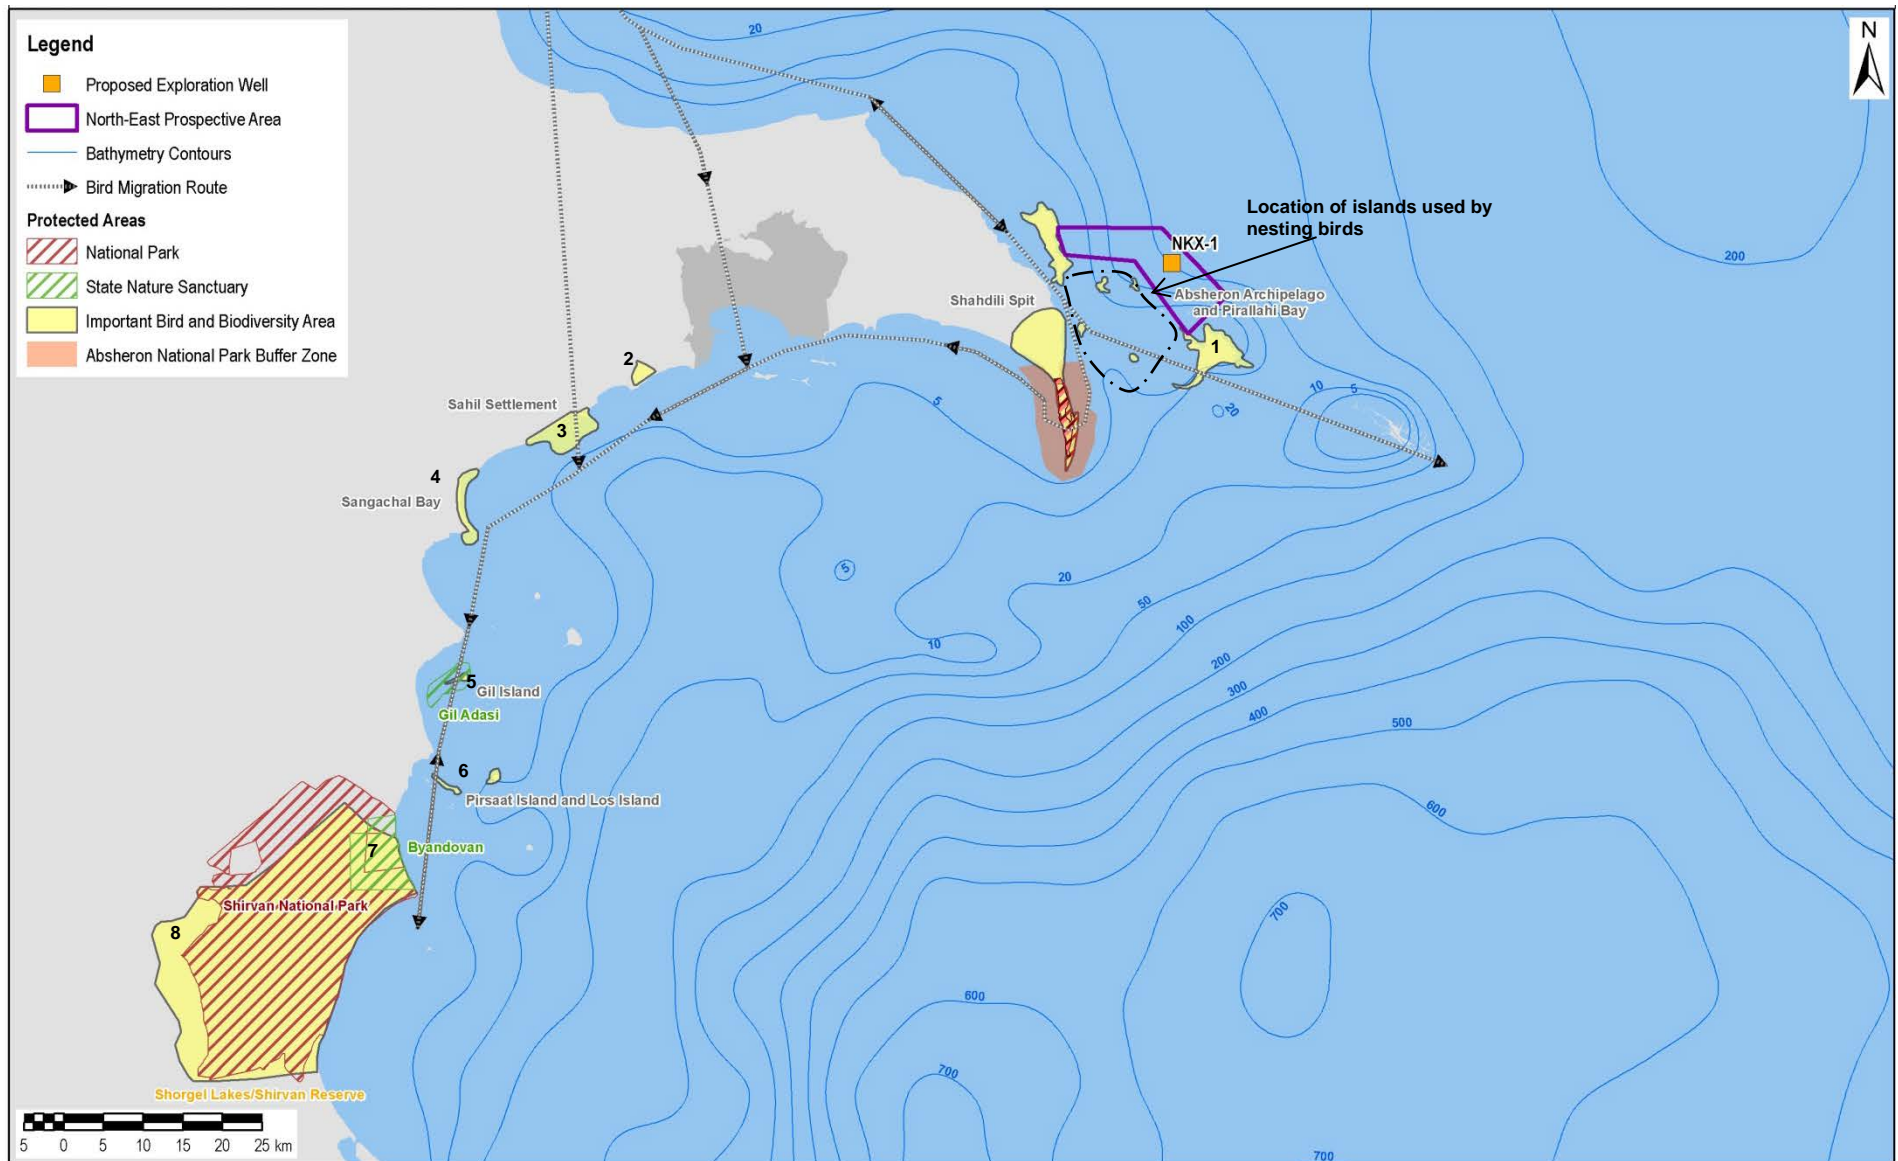 Legend
Proposed Exploration Well
North-East Prospective Area
Bathymetry Contours
Bird Migration Route
Protected Areas
National Park
State Nature Sanctuary
Important Bird and Biodiversity Area
Absheron National Park Buffer Zone
20
N
Location of islands used by
nesting birds
NKX-1
200
Absheron Archipelago
and Pirallahi Bay
Shahdili Spit
1
2
10
5
20
5
Sahil Settlement
3
4
Sangachal Bay
5
20
50
100
10
200
300
400
500
5
Gil Island
Gil Adasi
6
Pirsaat Island and Los Island
600
7
Byandovan
Shirvan National Park
700
8
600
700
Shorgel Lakes/Shirvan Reserve
5 0 5 10 15 20 25 km
700